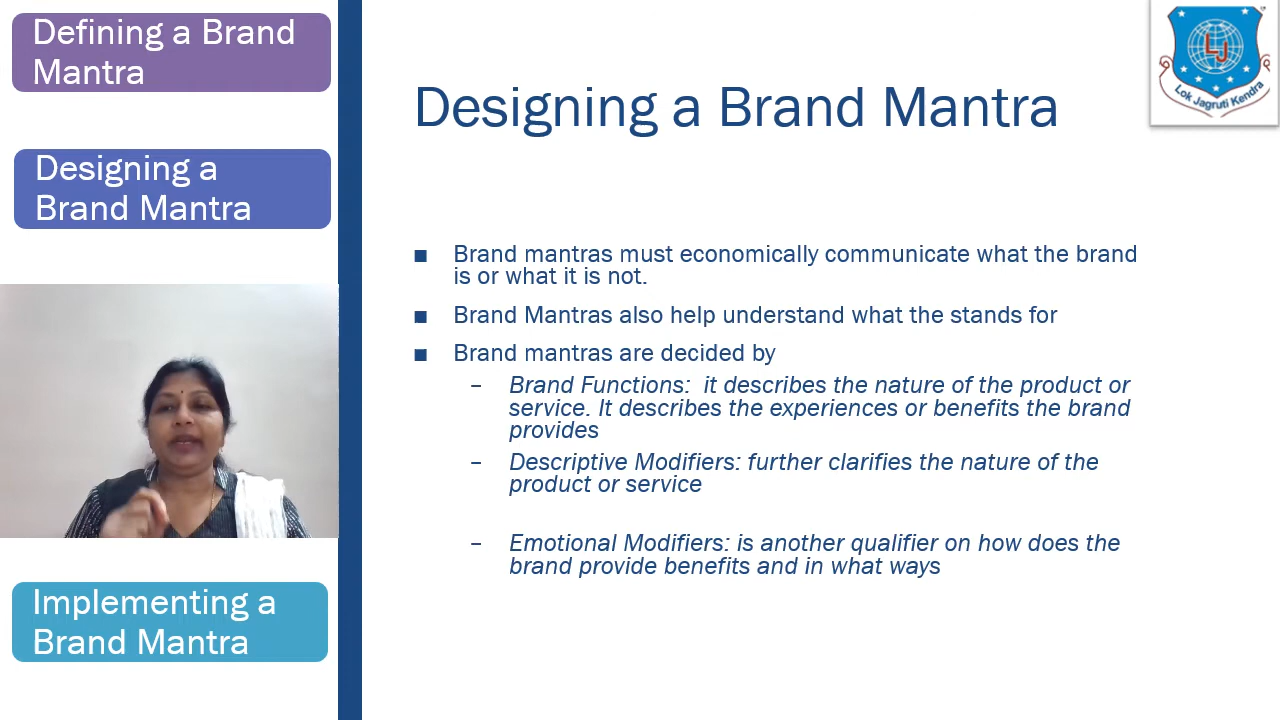 Defining a Brand
Mantra
Designing a
Brand Mantra
Implementing a
Brand Mantra
Designing a Brand Mantra
LJ
Lok Jagruti Kendra
■ Brand mantras must economically communicate what the brand
is or what it is not.
■ Brand Mantras also help understand what the stands for
■ Brand mantras are decided by
– Brand Functions:  it describes the nature of the product or
service. It describes the experiences or benefits the brand
provides
– Descriptive Modifiers: further clarifies the nature of the
product or service
– Emotional Modifiers: is another qualifier on how does the
brand provide benefits and in what ways